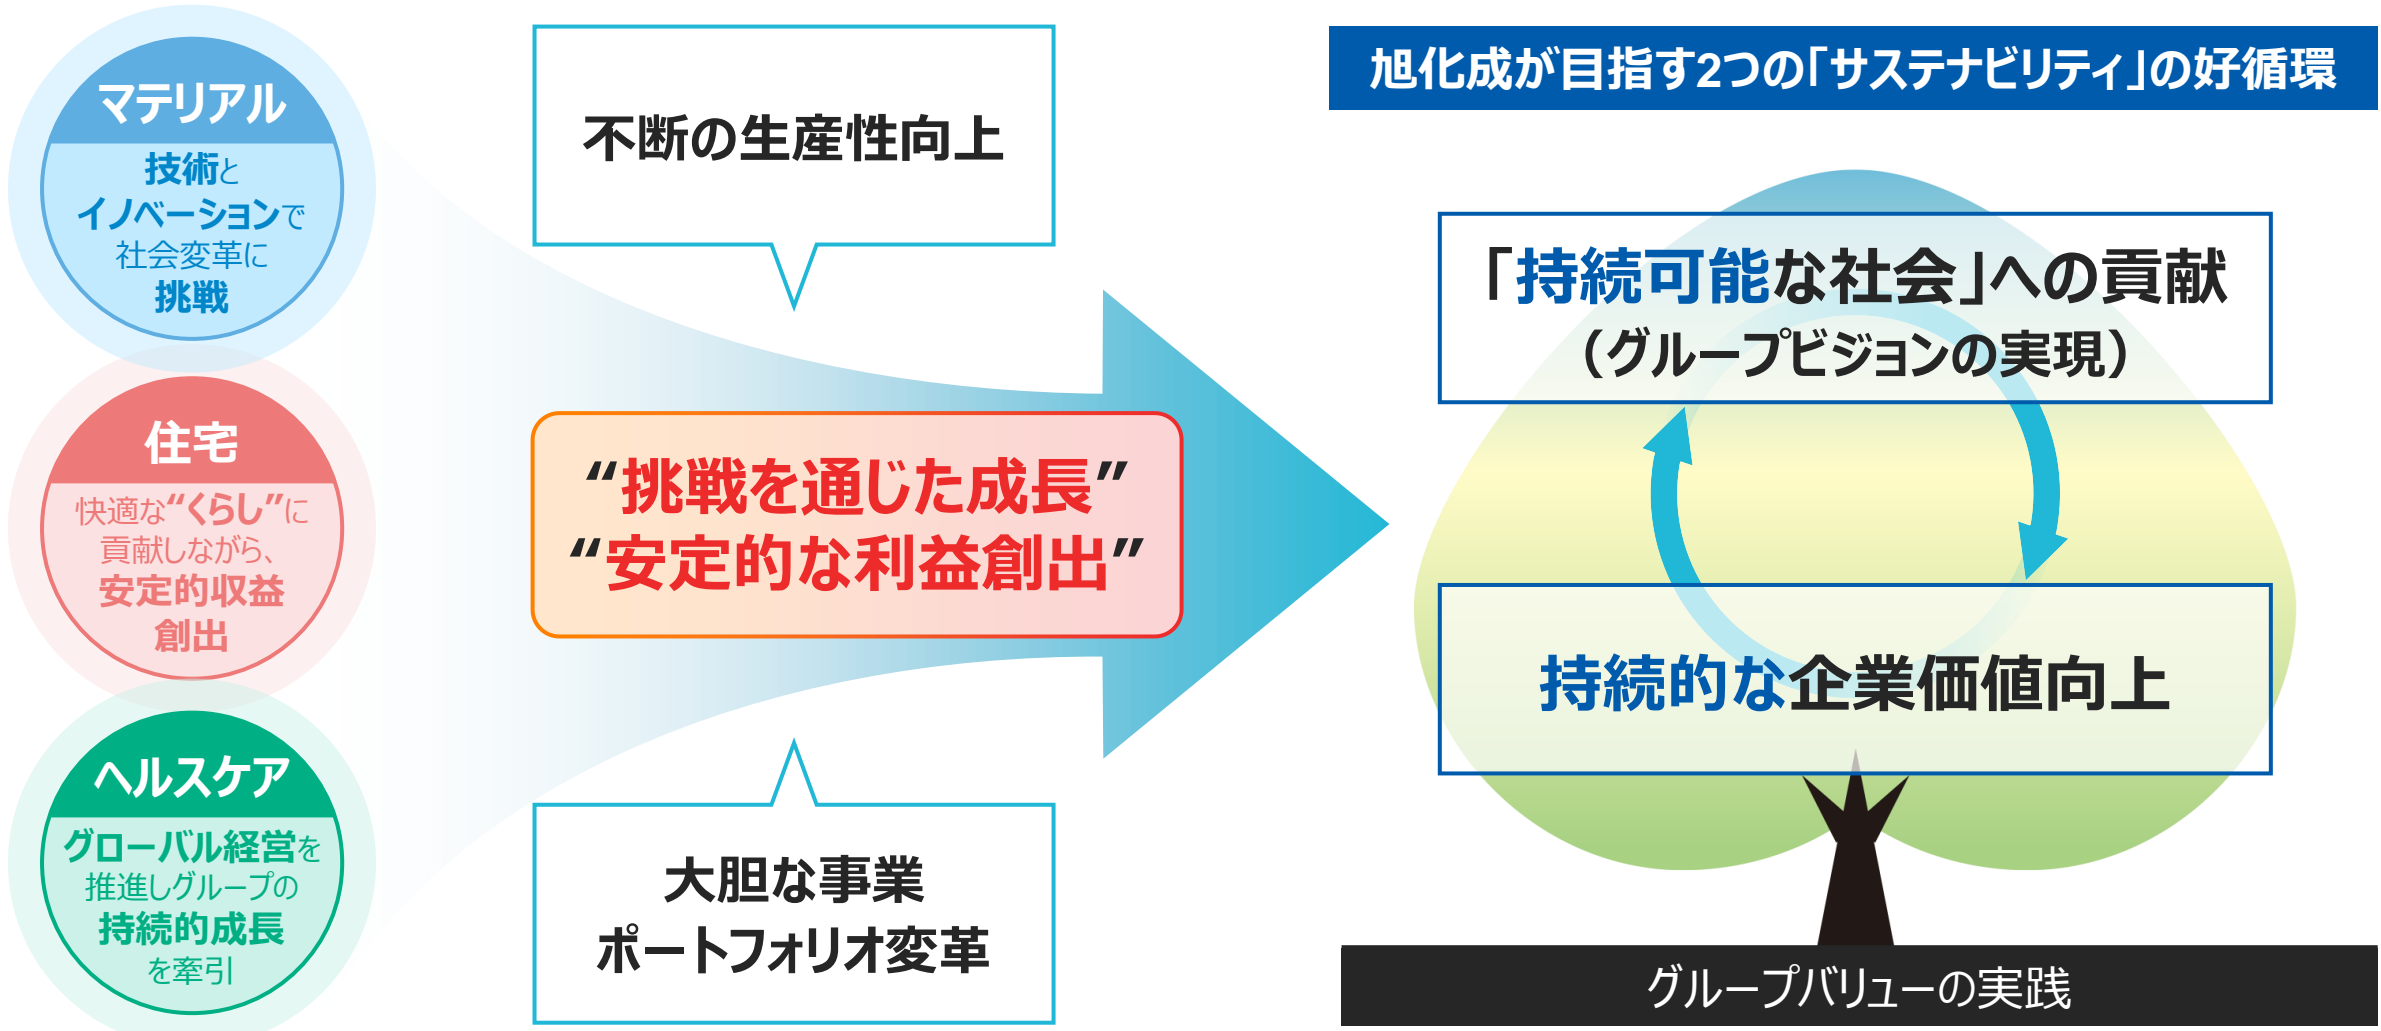 マテリアル
技術と
イノベーションで
社会変革に
挑戦
住宅
快適な“くらし”に
貢献しながら、
安定的収益
創出
ヘルスケア
グローバル経営を
推進しグループの
持続的成長
を牽引
不断の生産性向上
“挑戦を通じた成長”
“安定的な利益創出”
大胆な事業
ポートフォリオ変革
旭化成が目指す2つの「サステナビリティ」の好循環
「持続可能な社会」への貢献
（グループビジョンの実現）
持続的な企業価値向上
グループバリューの実践